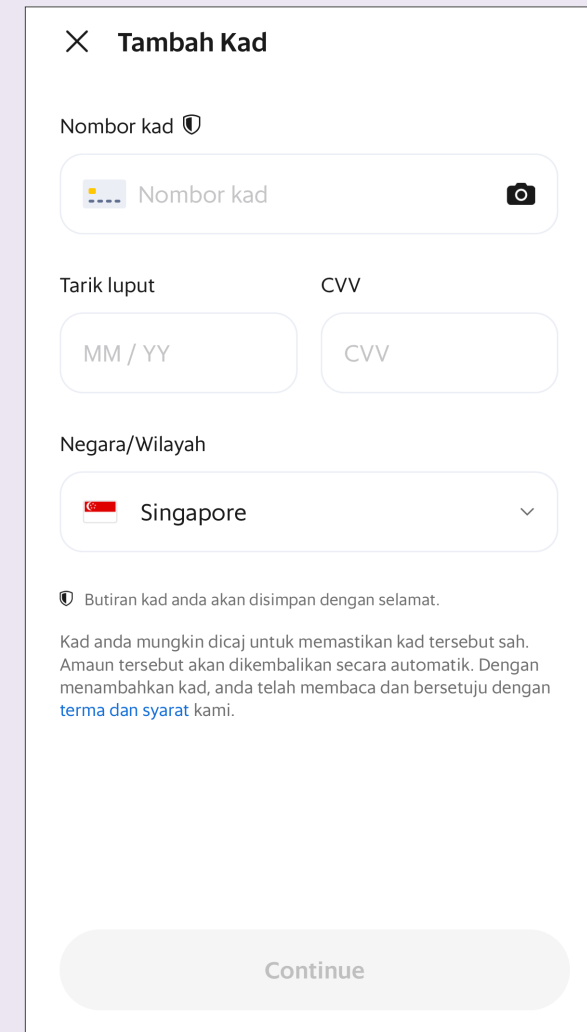 Tambah Kad
Nombor kad
Nombor kad
Tarik luput CVV
MM / YY CVV
Negara/Wilayah
Singapore
Butiran kad anda akan disimpan dengan selamat.
Kad anda mungkin dicaj untuk memastikan kad tersebut sah.
Amaun tersebut akan dikembalikan secara automatik. Dengan
menambahkan kad, anda telah membaca dan bersetuju dengan
terma dan syarat kami.
Continue